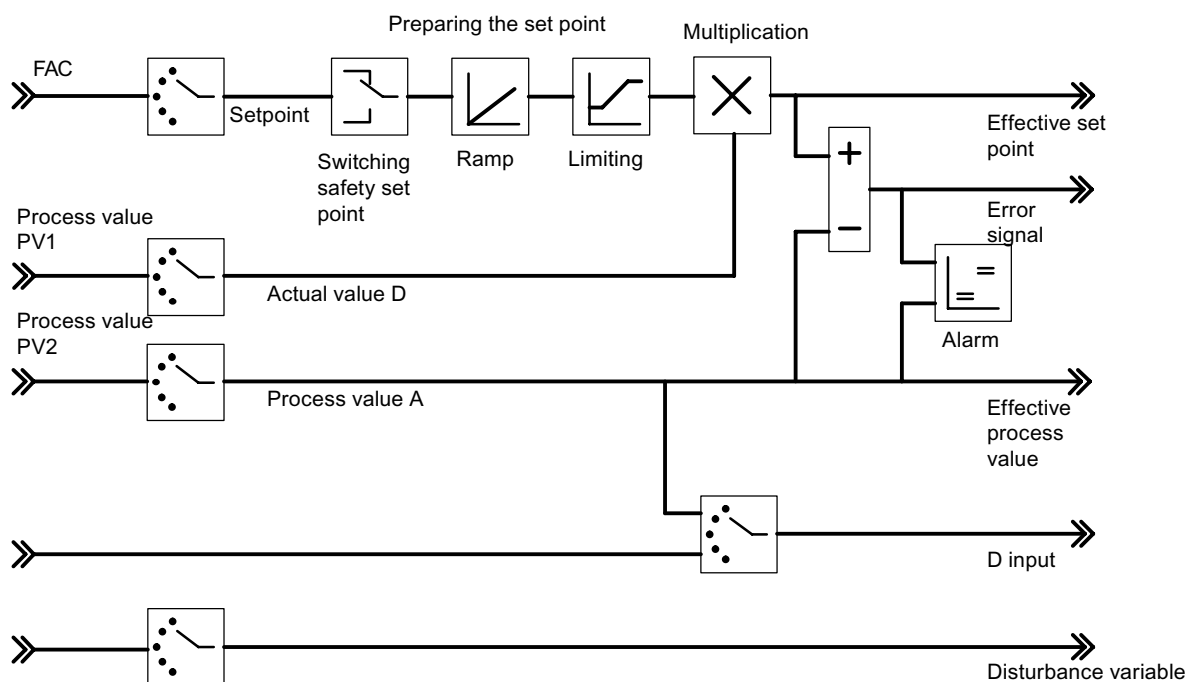 Preparing the set point
Multiplication
FAC
Setpoint
Switching
safety set
point
Ramp
Limiting
Effective set
point
Process value
PV1
Actual value D
Error
signal
Process value
PV2
Alarm
Process value A
Effective
process
value
D input
Disturbance variable